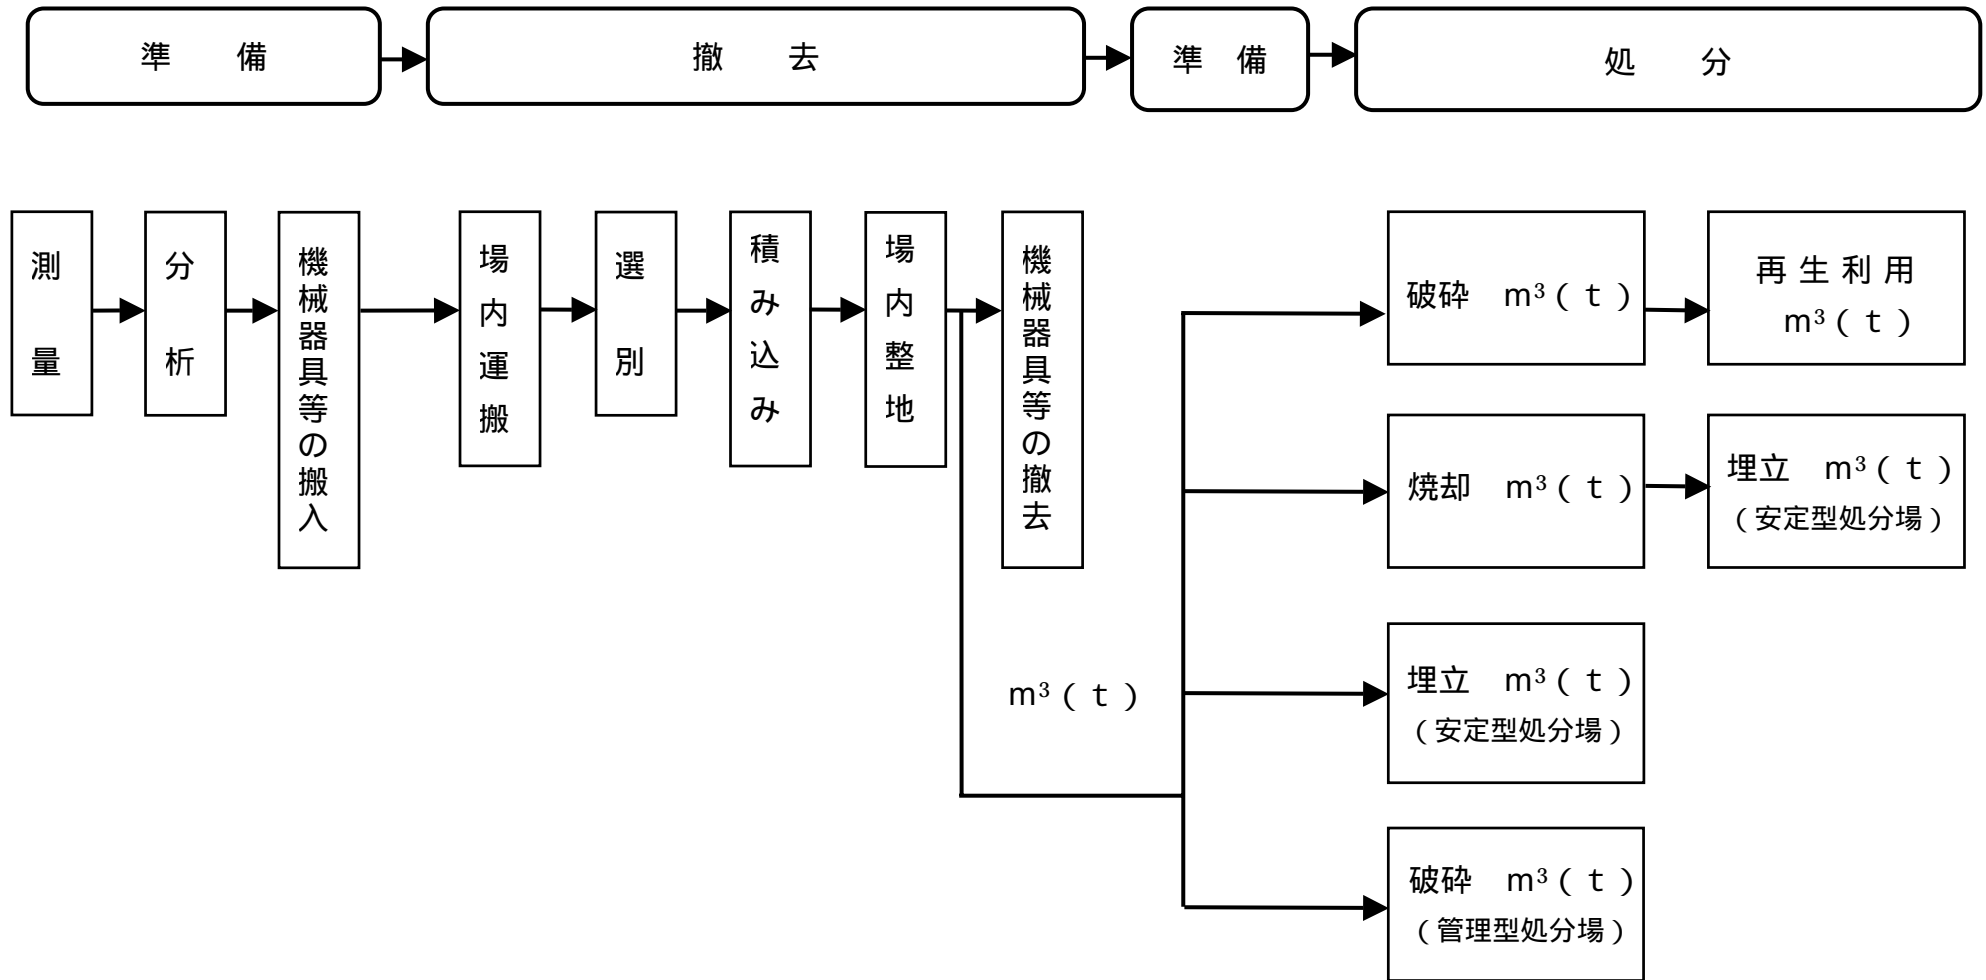 準　備
撤　去
準　備
処　分
測量
分析
機械器具等の搬入
場内運搬
選別
積み込み
場内整地
機械器具等の撤去
m³(t)
破砕　m³(t)
再生利用
m³(t)
焼却　m³(t)
埋立　m³(t)
(安定型処分場)
埋立　m³(t)
(安定型処分場)
破砕　m³(t)
(管理型処分場)